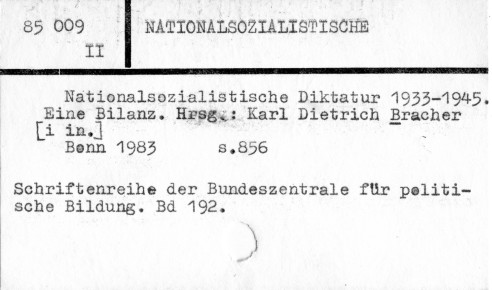 85 009 NATIONALSOZIALISTISCHE
II
Nationalsozialistische Diktatur 1933-1945.
Eine Bilanz. Hrsg.: Karl Dietrich Bracher
[i in.]
Bonn 1983 s.856
Schriftenreihe der Bundeszentrale für politi-
sche Bildung. Bd 192.